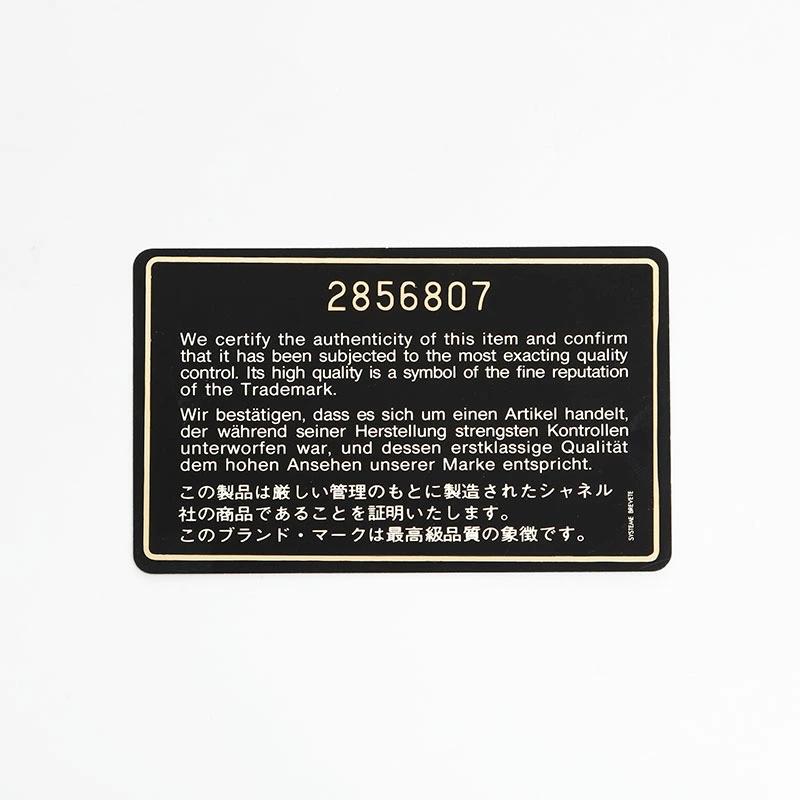 2856807
We certify the authenticity of this item and confirm
that it has been subjected to the most exacting quality
control. Its high quality is a symbol of the fine reputation
of the Trademark.
Wir bestätigen, dass es sich um einen Artikel handelt,
der während seiner Herstellung strengsten Kontrollen
unterworfen war, und dessen erstklassige Qualität
dem hohen Ansehen unserer Marke entspricht.
この製品は厳しい管理のもとに製造されたシャネル
社の商品であることを証明いたします。
このブランド・マークは最高級品質の象徴です。
SYSTEME BREVETE